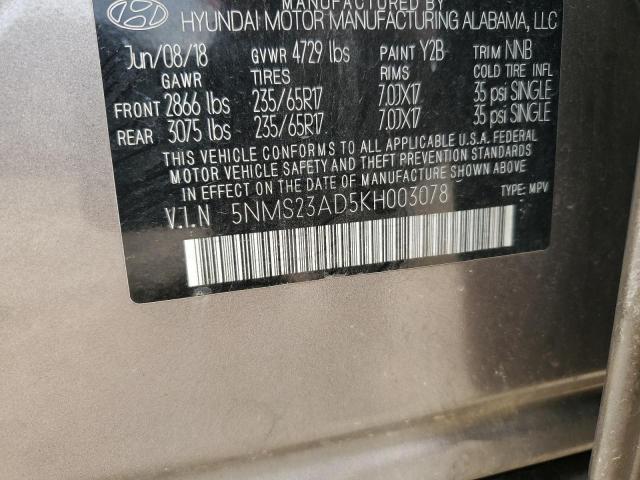 MANUFACTURED BY
HYUNDAI MOTOR MANUFACTURING ALABAMA, LLC
Jun/08/18 GVWR 4729 lbs PAINT Y2B TRIM NNB
GAWR TIRES RIMS COLD TIRE INFL
FRONT 2866 lbs 235/65R17 7.0JX17 35 psi SINGLE
REAR 3075 lbs 235/65R17 7.0JX17 35 psi SINGLE
THIS VEHICLE CONFORMS TO ALL APPLICABLE U.S.A. FEDERAL
MOTOR VEHICLE SAFETY AND THEFT PREVENTION STANDARDS
IN EFFECT ON THE DATE OF MANUFACTURE SHOWN ABOVE.
V.I.N 5NMS23AD5KH003078 TYPE: MPV